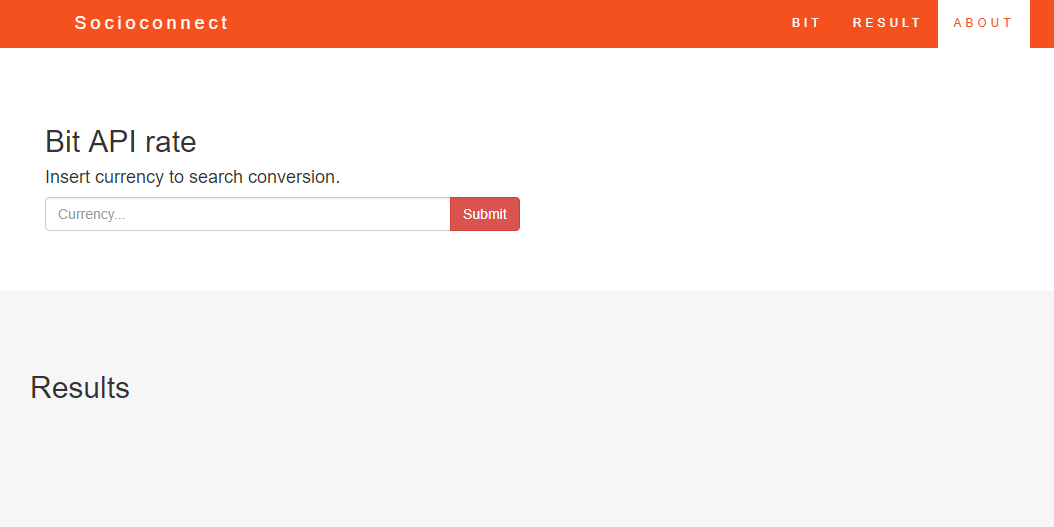 Socioconnect BIT RESULT ABOUT
Bit API rate
Insert currency to search conversion.
Currency... Submit
Results